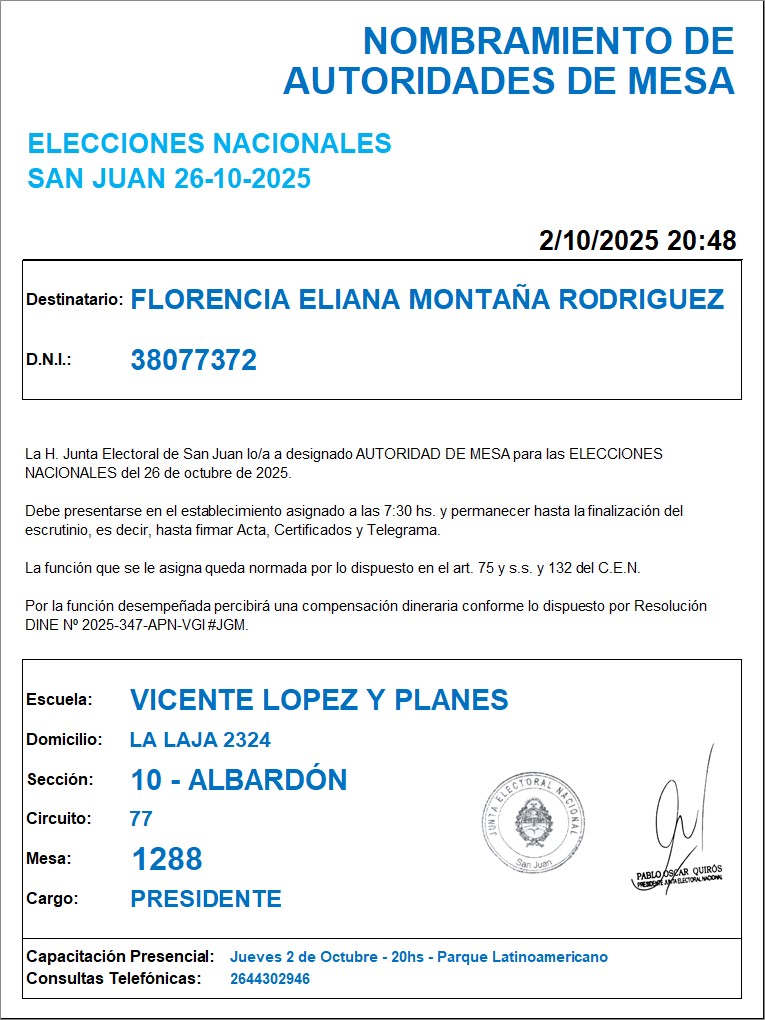 NOMBRAMIENTO DE
AUTORIDADES DE MESA
ELECCIONES NACIONALES
SAN JUAN 26-10-2025
2/10/2025 20:48
Destinatario: FLORENCIA ELIANA MONTAÑA RODRIGUEZ
D.N.I.: 38077372
La H. Junta Electoral de San Juan lo/a a designado AUTORIDAD DE MESA para las ELECCIONES
NACIONALES del 26 de octubre de 2025.
Debe presentarse en el establecimiento asignado a las 7:30 hs. y permanecer hasta la finalización del
escrutinio, es decir, hasta firmar Acta, Certificados y Telegrama.
La función que se le asigna queda normada por lo dispuesto en el art. 75 y s.s. y 132 del C.E.N.
Por la función desempeñada percibirá una compensación dineraria conforme lo dispuesto por Resolución
DINE Nº 2025-347-APN-VGI#JGM.
Escuela: VICENTE LOPEZ Y PLANES
Domicilio: LA LAJA 2324
Sección: 10 - ALBARDÓN
Circuito: 77
Mesa: 1288
Cargo: PRESIDENTE
JUNTA ELECTORAL NACIONAL
San Juan
PABLO OSCAR QUIRÓS
PRESIDENTE JUNTA ELECTORAL NACIONAL
Capacitación Presencial: Jueves 2 de Octubre - 20hs - Parque Latinoamericano
Consultas Telefónicas: 2644302946